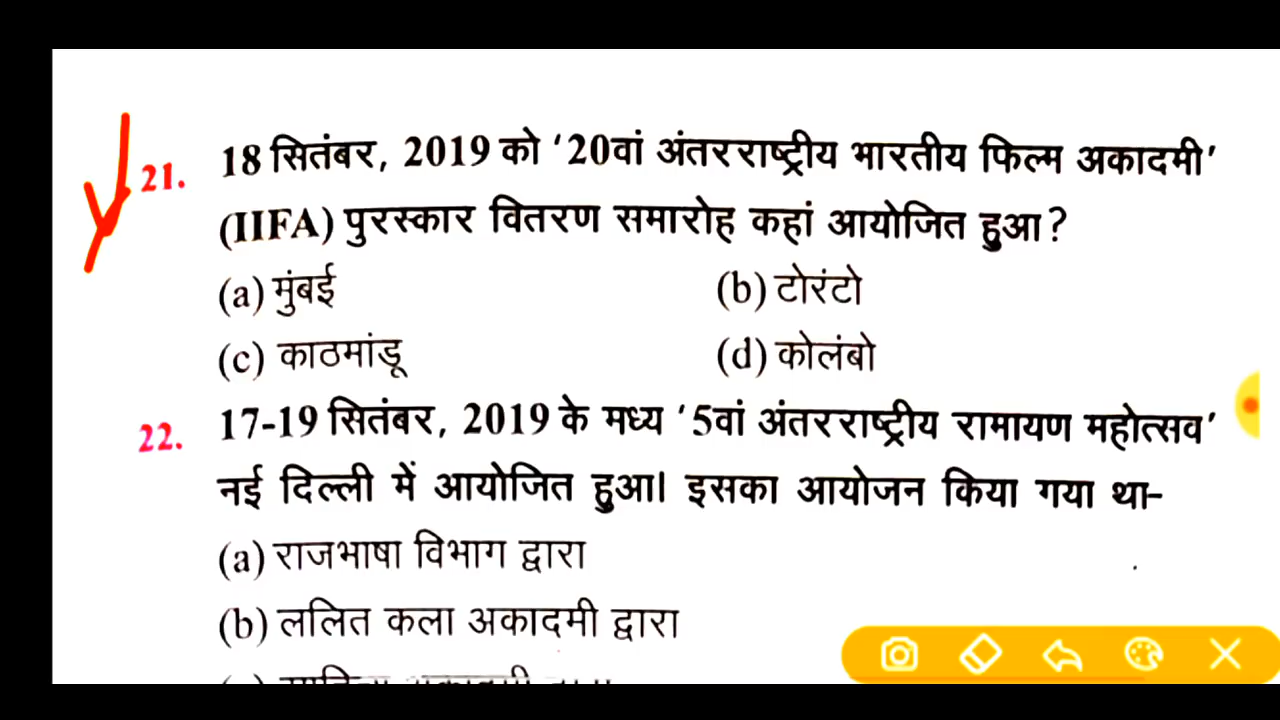 21. 18 सितंबर, 2019 को '20वां अंतरराष्ट्रीय भारतीय फिल्म अकादमी'
(IIFA) पुरस्कार वितरण समारोह कहां आयोजित हुआ?
(a) मुंबई (b) टोरंटो
(c) काठमांडू (d) कोलंबो
22. 17-19 सितंबर, 2019 के मध्य '5वां अंतरराष्ट्रीय रामायण महोत्सव'
नई दिल्ली में आयोजित हुआ। इसका आयोजन किया गया था-
(a) राजभाषा विभाग द्वारा
(b) ललित कला अकादमी द्वारा